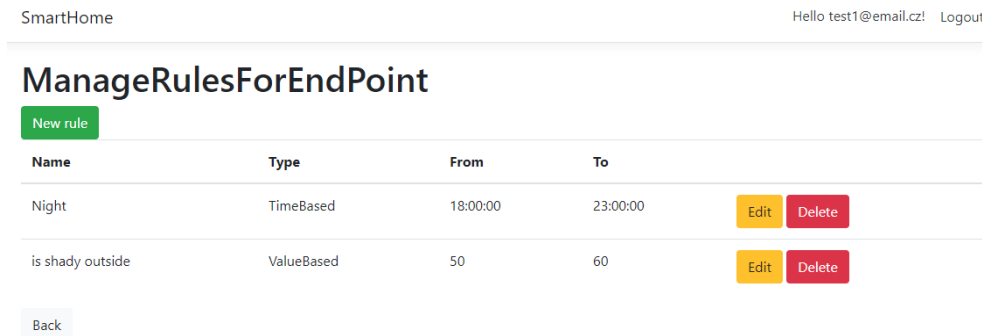 SmartHome Hello test1@email.cz! Logout
ManageRulesForEndPoint
New rule
Name Type From To
Night TimeBased 18:00:00 23:00:00 Edit Delete
is shady outside ValueBased 50 60 Edit Delete
Back